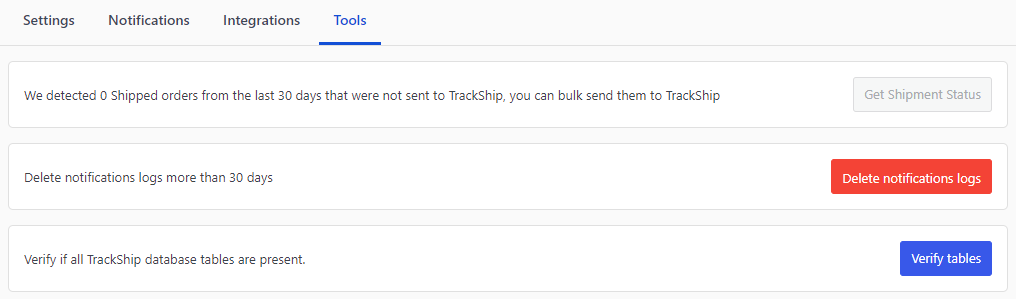 Settings Notifications Integrations Tools
We detected 0 Shipped orders from the last 30 days that were not sent to TrackShip, you can bulk send them to TrackShip Get Shipment Status
Delete notifications logs more than 30 days Delete notifications logs
Verify if all TrackShip database tables are present. Verify tables